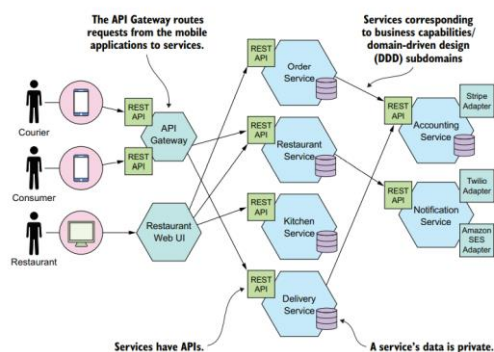 The API Gateway routes
requests from the mobile
applications to services.
Services corresponding
to business capabilities/
domain-driven design
(DDD) subdomains
REST
API
Order
Service
Courier
REST
API
API
Gateway
REST
API
Consumer
REST
API
Restaurant
Service
REST
API
Accounting
Service
Stripe
Adapter
Restaurant
Restaurant
Web UI
REST
API
Kitchen
Service
REST
API
Notification
Service
Twilio
Adapter
Amazon
SES
Adapter
REST
API
Delivery
Service
Services have APIs.
A service's data is private.